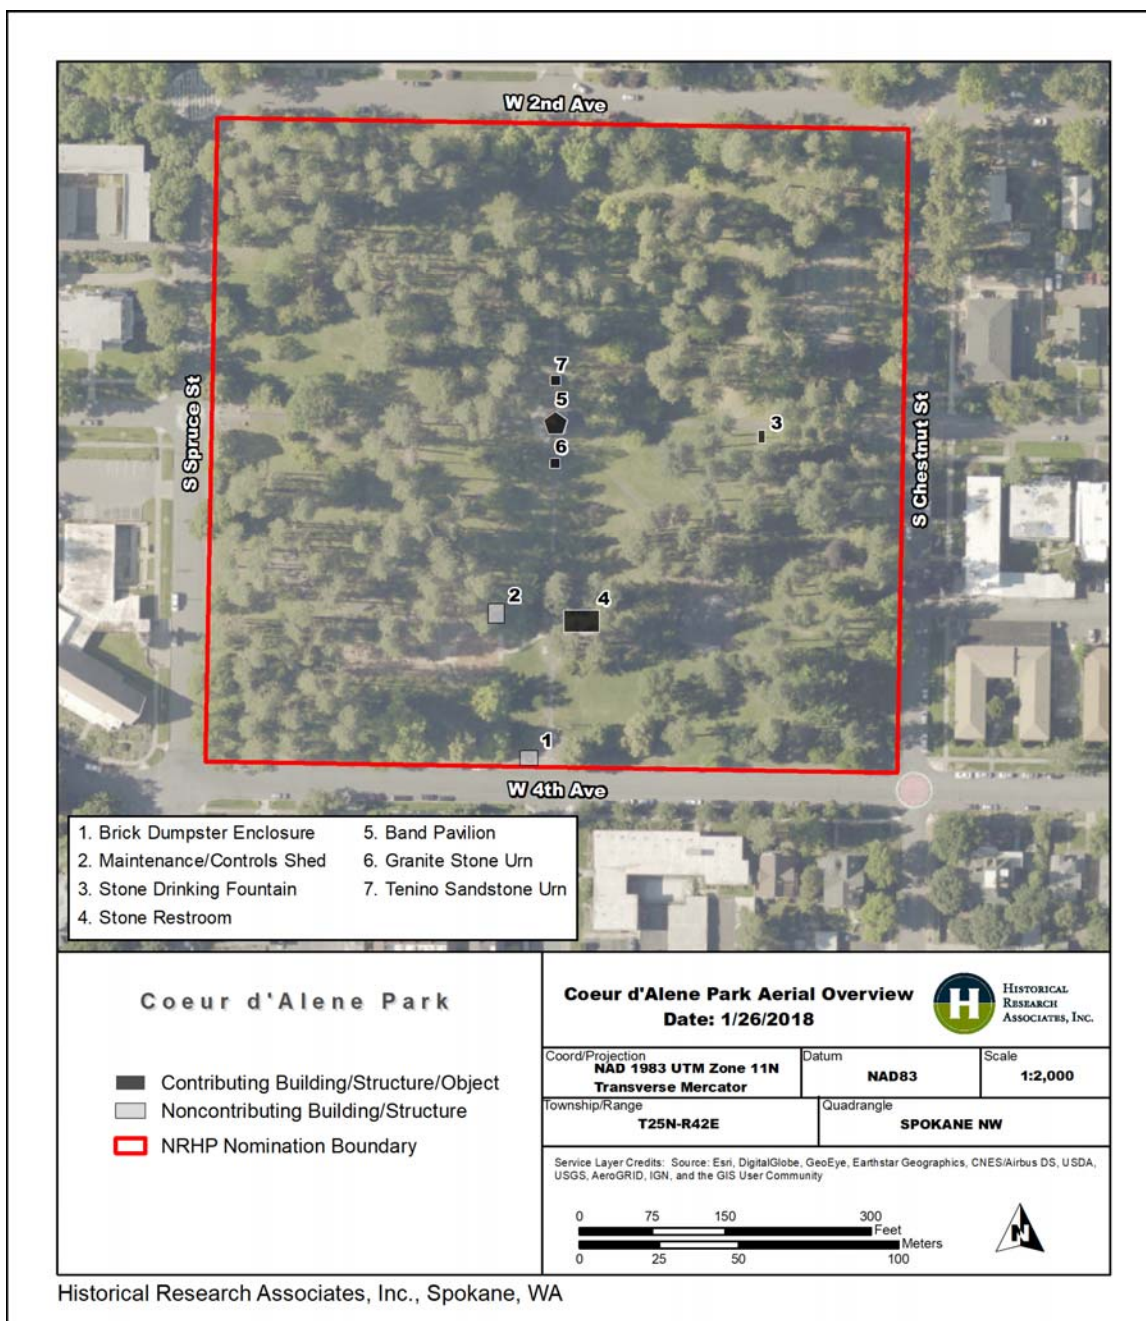 W 2nd Ave
7
5
3
6
S Spruce St
S Chestnut St
2
4
1
W 4th Ave
1. Brick Dumpster Enclosure
2. Maintenance/Controls Shed
3. Stone Drinking Fountain
4. Stone Restroom
5. Band Pavilion
6. Granite Stone Urn
7. Tenino Sandstone Urn
Coeur d'Alene Park
Contributing Building/Structure/Object
Noncontributing Building/Structure
NRHP Nomination Boundary
Coeur d'Alene Park Aerial Overview
Date: 1/26/2018
H
HISTORICAL
RESEARCH
ASSOCIATES, INC.
Coord/Projection
NAD 1983 UTM Zone 11N
Transverse Mercator
Datum
NAD83
Scale
1:2,000
Township/Range
T25N-R42E
Quadrangle
SPOKANE NW
Service Layer Credits: Source: Esri, DigitalGlobe, GeoEye, Earthstar Geographics, CNES/Airbus DS, USDA,
USGS, AeroGRID, IGN, and the GIS User Community
0 75 150 300
Feet
Meters
0 25 50 100
N
Historical Research Associates, Inc., Spokane, WA